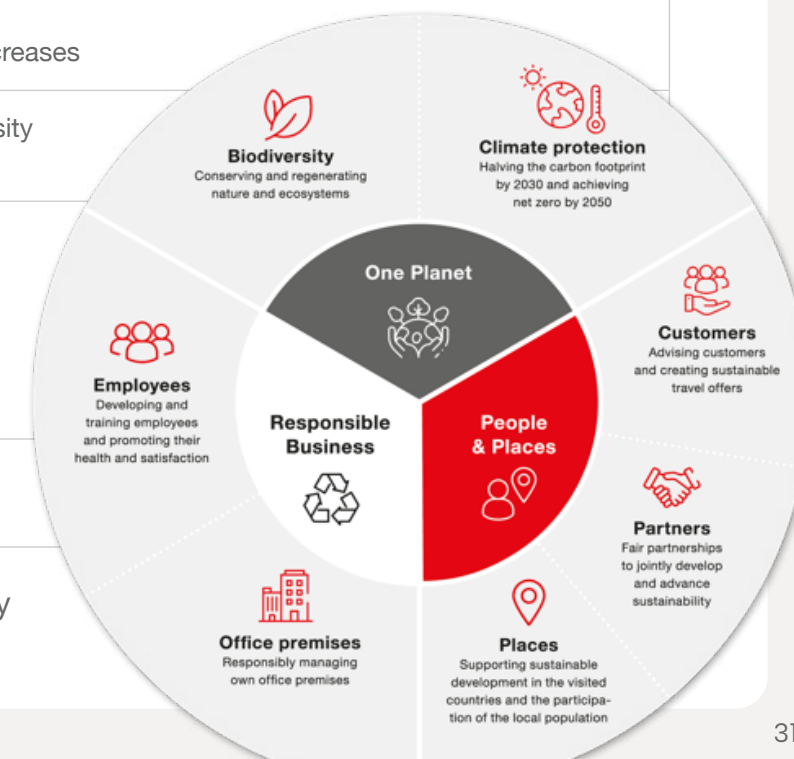 creases
sity
y
Biodiversity
Conserving and regenerating
nature and ecosystems
Climate protection
Halving the carbon footprint
by 2030 and achieving
net zero by 2050
One Planet
Customers
Advising customers
and creating sustainable
travel offers
Employees
Developing and
training employees
and promoting their
health and satisfaction
Responsible
Business
People
& Places
Partners
Fair partnerships
to jointly develop
and advance
sustainability
Office premises
Responsibly managing
own office premises
Places
Supporting sustainable
development in the visited
countries and the participa-
tion of the local population
31